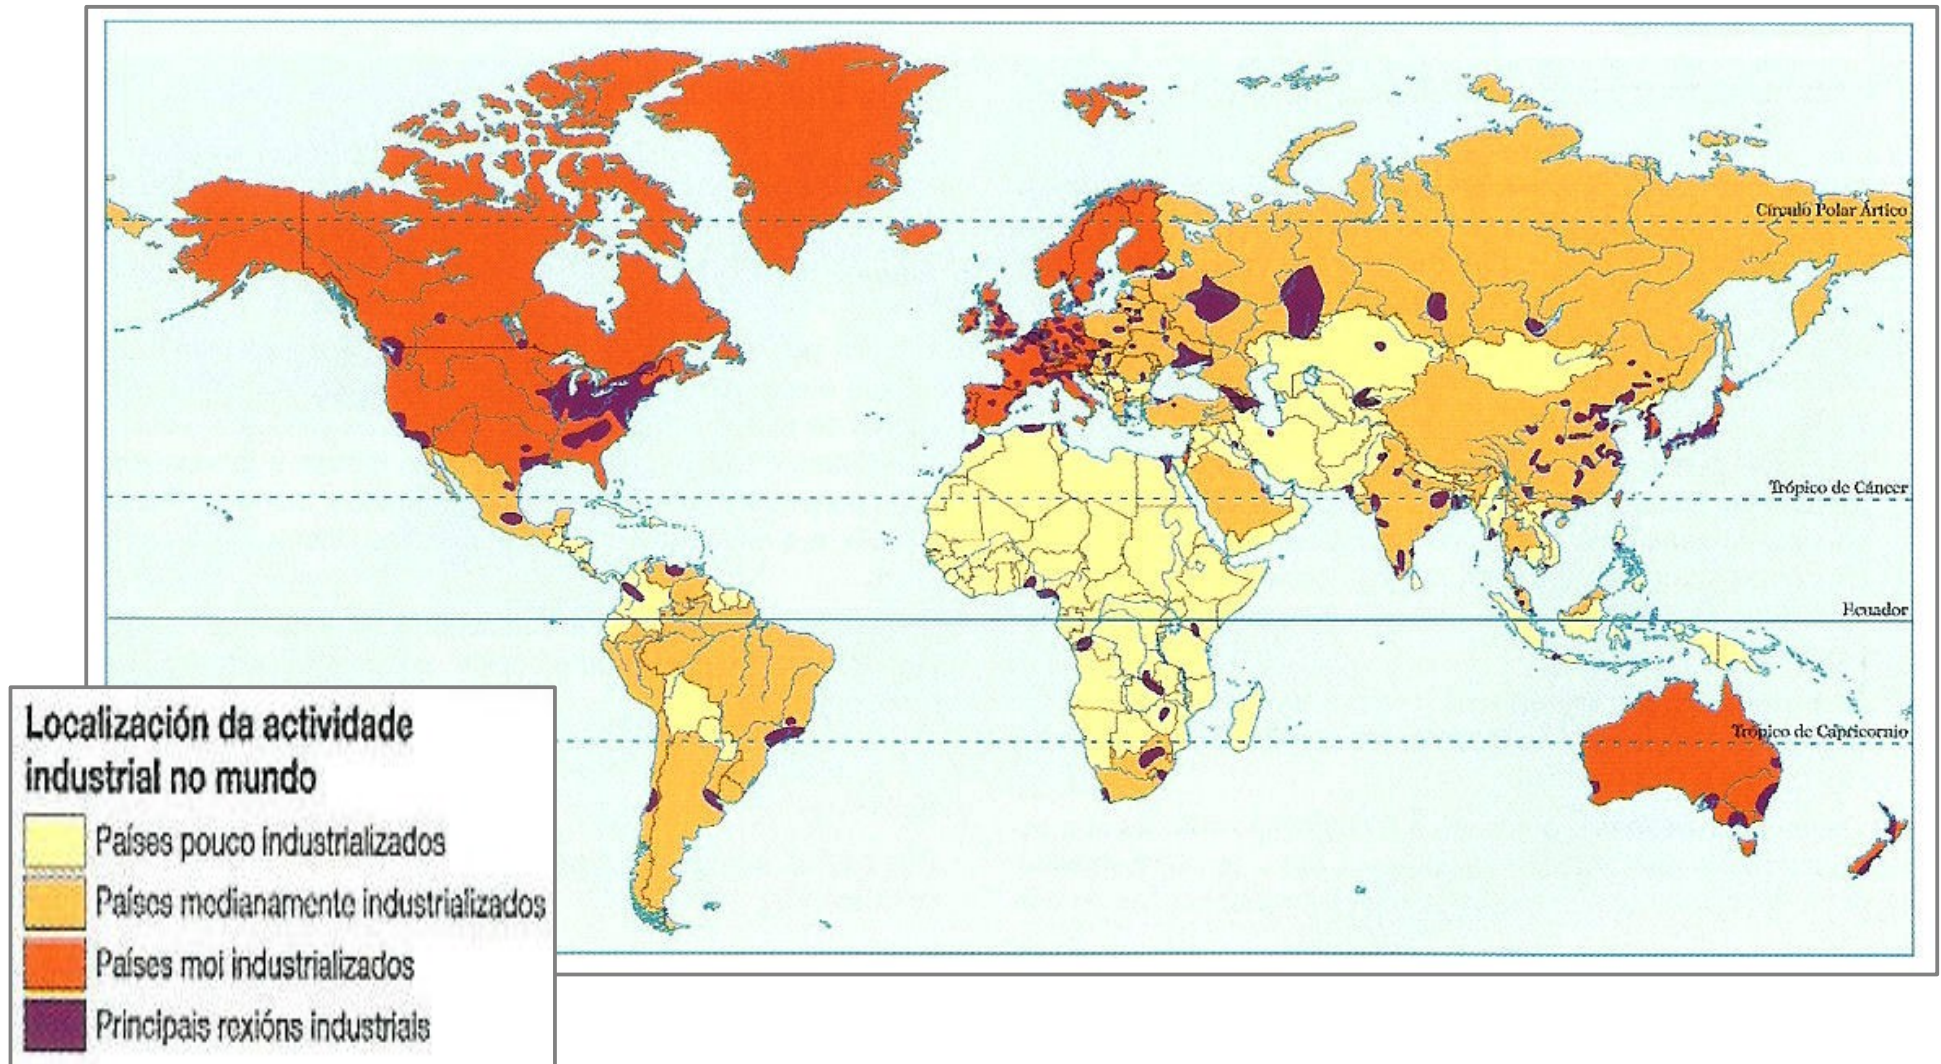 Círculo Polar Ártico
Trópico de Cáncer
Ecuador
Trópico de Capricornio
Localización da actividade
industrial no mundo
Países pouco industrializados
Países medianamente industrializados
Países moi industrializados
Principais rexións industriais